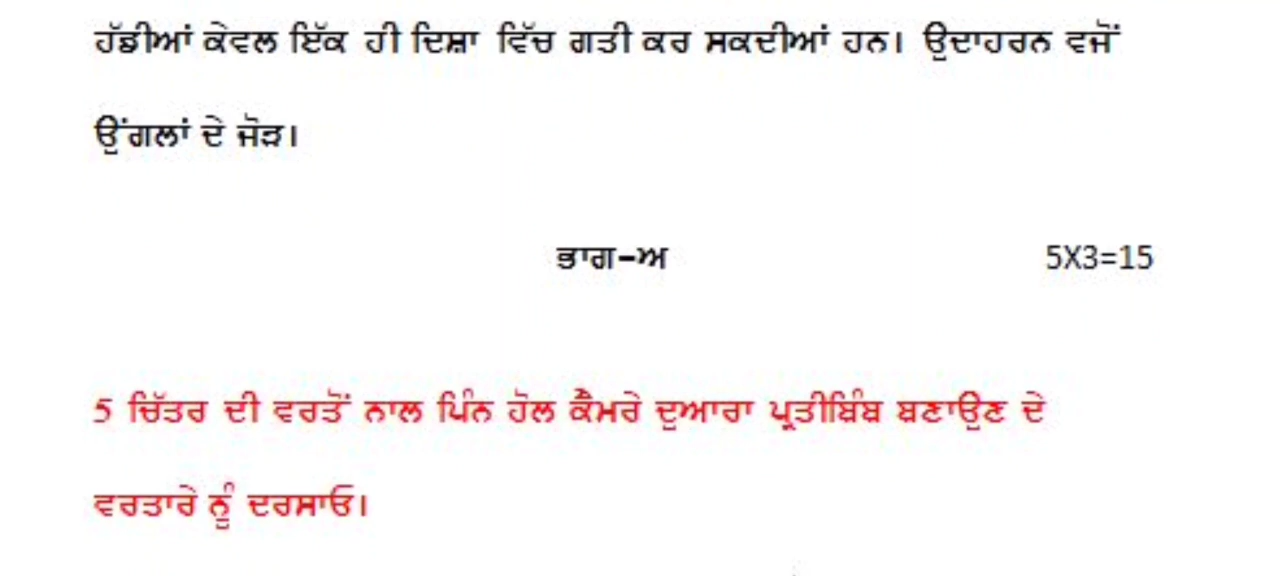 ਹੱਡੀਆਂ ਕੇਵਲ ਇੱਕ ਹੀ ਦਿਸ਼ਾ ਵਿੱਚ ਗਤੀ ਕਰ ਸਕਦੀਆਂ ਹਨ। ਉਦਾਹਰਨ ਵਜੋਂ
ਉਂਗਲਾਂ ਦੇ ਜੋੜ।
ਭਾਗ–ਅ 5X3=15
5 ਚਿੱਤਰ ਦੀ ਵਰਤੋਂ ਨਾਲ ਪਿੰਨ ਹੋਲ ਕੈਮਰੇ ਦੁਆਰਾ ਪ੍ਰਤੀਬਿੰਬ ਬਣਾਉਣ ਦੇ
ਵਰਤਾਰੇ ਨੂੰ ਦਰਸਾਓ।